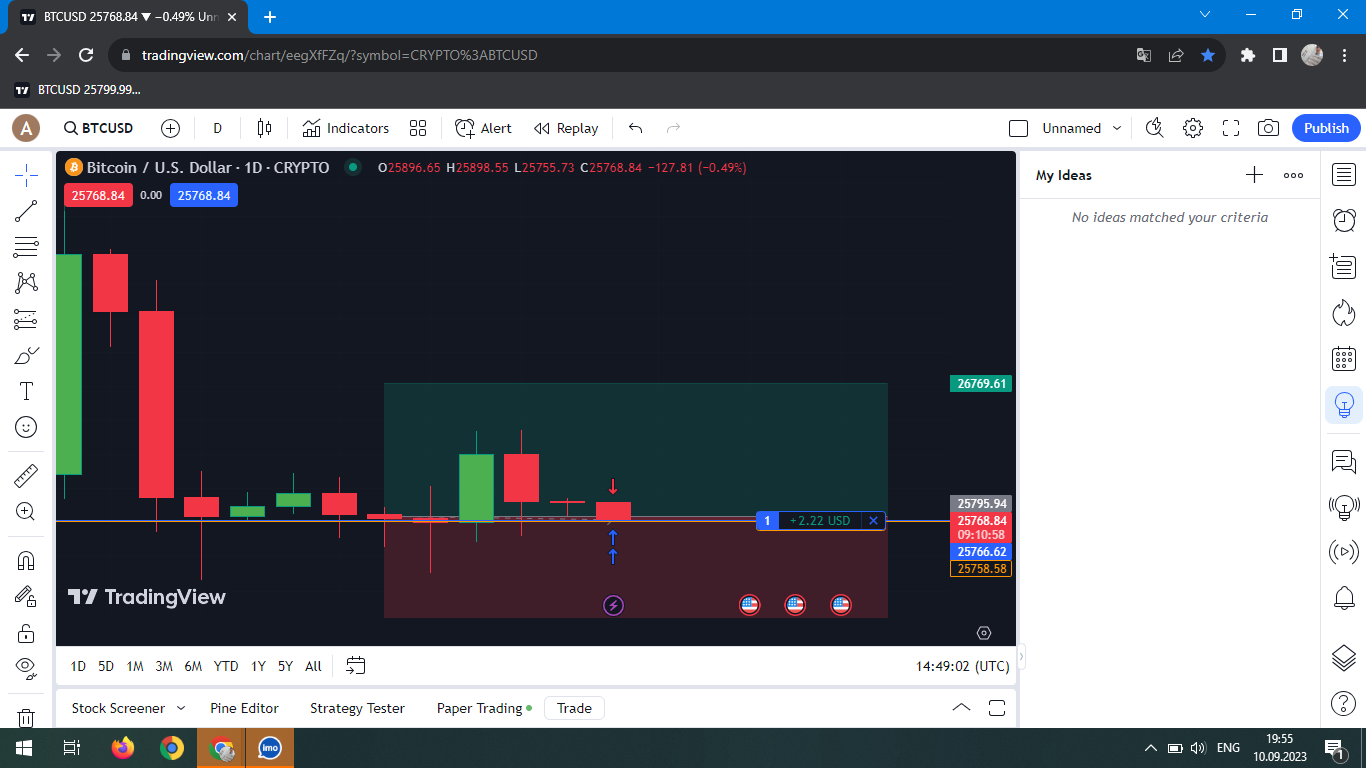 BTCUSD 25768.84 ▼ −0.49% Unn
tradingview.com/chart/eegXfFZq/?symbol=CRYPTO%3ABTCUSD
BTCUSD 25799.99...
A
BTCUSD
D
Indicators
Alert
Replay
Unnamed
Publish
Bitcoin / U.S. Dollar · 1D · CRYPTO
O25896.65 H25898.55 L25755.73 C25768.84 −127.81 (−0.49%)
25768.84 0.00 25768.84
My Ideas
No ideas matched your criteria
26769.61
25795.94
25768.84
09:10:58
25766.62
25758.58
1 +2.22 USD
TradingView
1D 5D 1M 3M 6M YTD 1Y 5Y All
14:49:02 (UTC)
Stock Screener
Pine Editor
Strategy Tester
Paper Trading
Trade
imo
ENG
19:55
10.09.2023
1